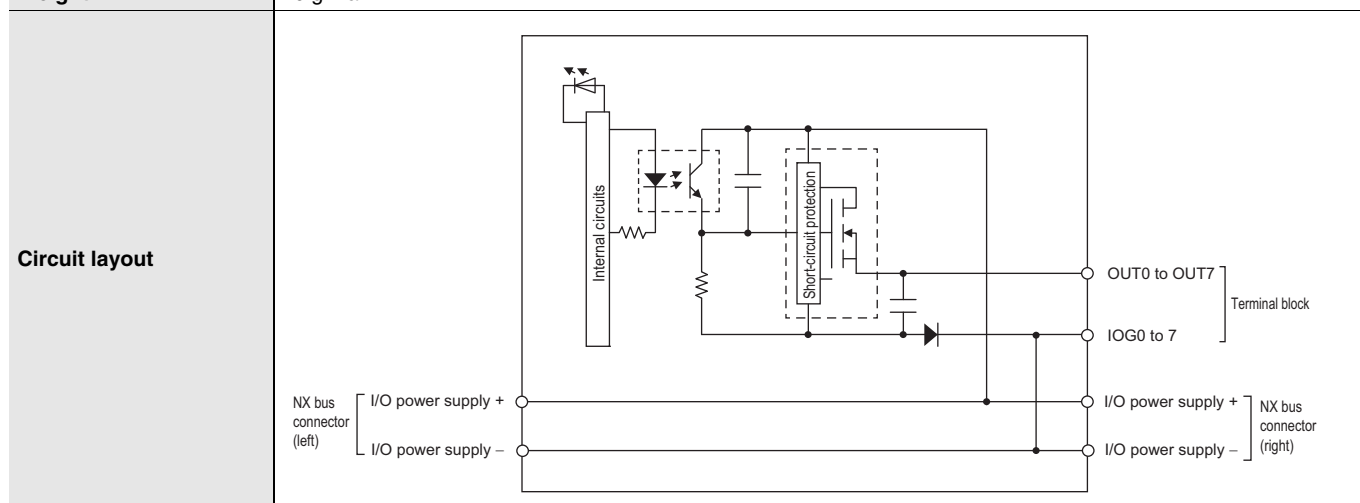 Circuit layout
Internal circuits
Short-circuit protection
OUT0 to OUT7
Terminal block
IOG0 to 7
NX bus
connector
(left)
I/O power supply +
I/O power supply –
I/O power supply +
I/O power supply –
NX bus
connector
(right)